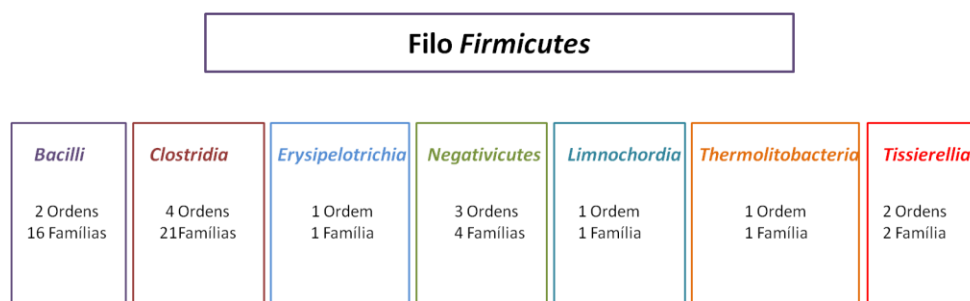 Filo Firmicutes
Bacilli
2 Ordens
16 Famílias
Clostridia
4 Ordens
21Famílias
Erysipelotrichia
1 Ordem
1 Família
Negativicutes
3 Ordens
4 Famílias
Limnochordia
1 Ordem
1 Família
Thermolitobacteria
1 Ordem
1 Família
Tissierellia
2 Ordens
2 Família